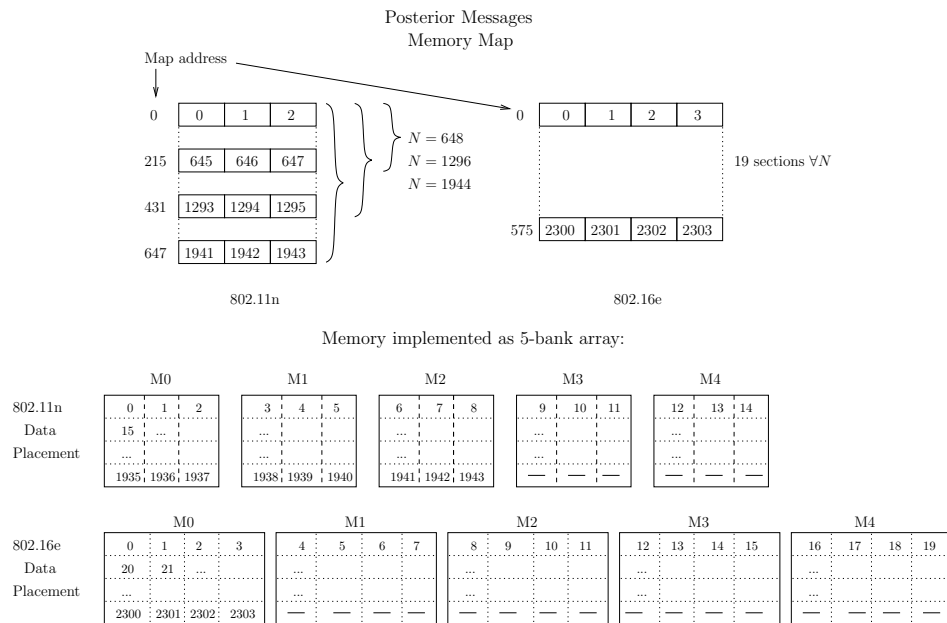 Posterior Messages
Memory Map
Map address
0 0 1 2 0 0 1 2 3
N = 648
215 645 646 647 N = 1296 19 sections ∀N
N = 1944
431 1293 1294 1295
575 2300 2301 2302 2303
647 1941 1942 1943
802.11n 802.16e
Memory implemented as 5-bank array:
M0 M1 M2 M3 M4
802.11n 0 1 2 3 4 5 6 7 8 9 10 11 12 13 14
Data 15 ... ... ... ... ...
Placement ... ... ... ... ...
1935 1936 1937 1938 1939 1940 1941 1942 1943 — — — — — —
M0 M1 M2 M3 M4
802.16e 0 1 2 3 4 5 6 7 8 9 10 11 12 13 14 15 16 17 18 19
Data 20 21 ... ... ... ... ...
Placement ... ... ... ... ...
2300 2301 2302 2303 — — — — — — — — — — — — — — — —